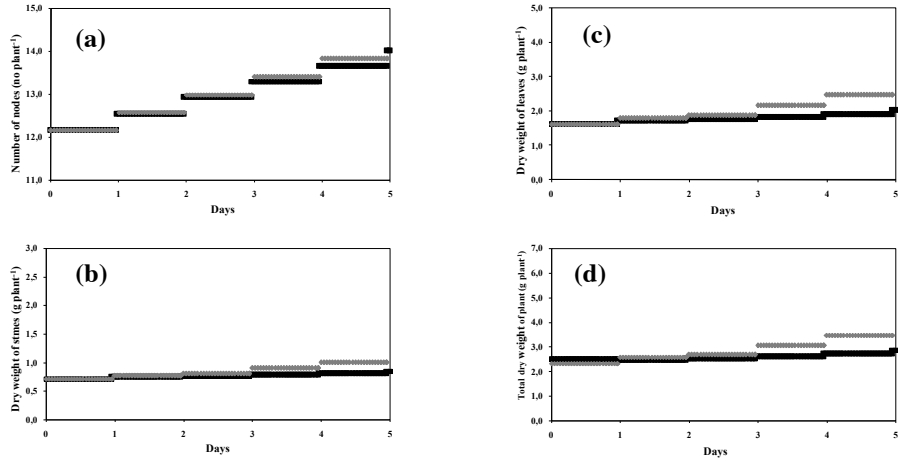 (a)
Number of nodes (no plant⁻¹)
15,0
14,0
13,0
12,0
11,0
0 1 2 3 4 5
Days
(c)
Dry weight of leaves (g plant⁻¹)
5,0
4,0
3,0
2,0
1,0
0,0
0 1 2 3 4 5
Days
(b)
Dry weight of stmes (g plant⁻¹)
3,0
2,5
2,0
1,5
1,0
0,5
0,0
0 1 2 3 4 5
Days
(d)
Total dry weight of plant (g plant⁻¹)
7,0
6,0
5,0
4,0
3,0
2,0
1,0
0,0
0 1 2 3 4 5
Days